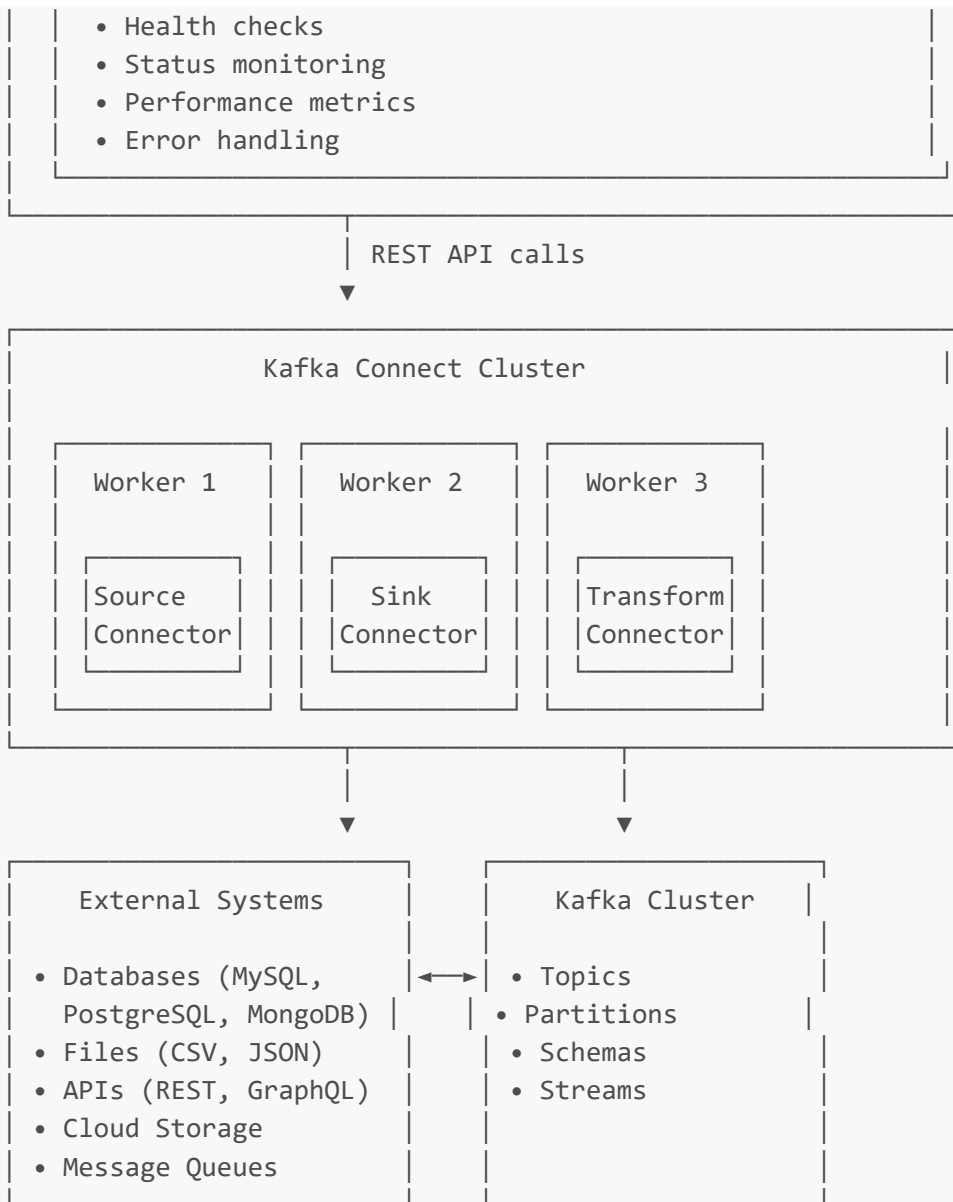 • Health checks
• Status monitoring
• Performance metrics
• Error handling
REST API calls
Kafka Connect Cluster
Worker 1 Worker 2 Worker 3
Source Sink Transform
Connector Connector Connector
External Systems Kafka Cluster
• Databases (MySQL, • Topics
PostgreSQL, MongoDB) • Partitions
• Files (CSV, JSON) • Schemas
• APIs (REST, GraphQL) • Streams
• Cloud Storage
• Message Queues